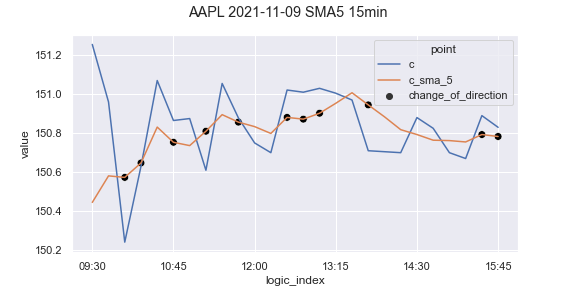 AAPL 2021-11-09 SMA5 15min
point
c
c_sma_5
change_of_direction
value
151.2
151.0
150.8
150.6
150.4
150.2
09:30 10:45 12:00 13:15 14:30 15:45
logic_index